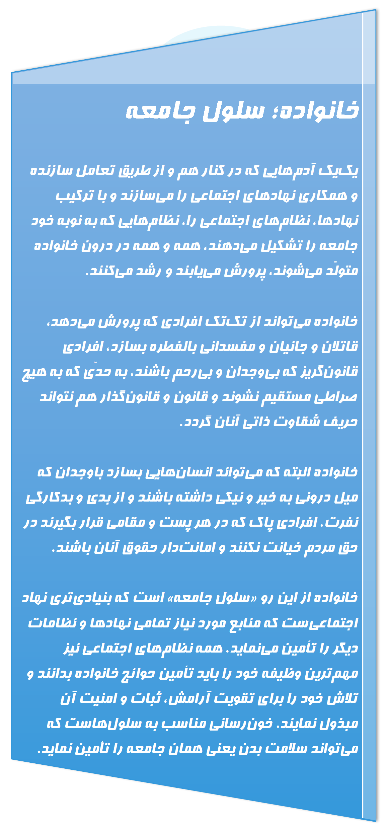 خانواده؛ سلول جامعه
یک‌یک آدم‌هایی که در کنار هم و از طریق تعامل سازنده
و همکاری نهادهای اجتماعی را می‌سازند و با ترکیب
نهادها، نظام‌های اجتماعی را، نظام‌هایی که به نوبه خود
جامعه را تشکیل می‌دهند، همه و همه در درون خانواده
متولّد می‌شوند، پرورش می‌یابند و رشد می‌کنند.
خانواده می‌تواند از تک‌تک افرادی که پرورش می‌دهد،
قاتلان و جانیان و مفسدانی بالفطره بسازد، افرادی
قانون‌گریز که بی‌وجدان و بی‌رحم باشند، به حدّی که به هیچ
صراطی مستقیم نشوند و قانون و قانون‌گذار هم نتواند
حریف شقاوت ذاتی آنان گردد.
خانواده البته که می‌تواند انسان‌هایی بسازد باوجدان که
میل درونی به خیر و نیکی داشته باشند و از بدی و بدکارگی
نفرت، افرادی پاک که در هر پست و مقامی قرار بگیرند در
حق مردم خیانت نکنند و امانت‌دار حقوق آنان باشند.
خانواده از این رو «سلول جامعه» است که بنیادی‌تری نهاد
اجتماعی‌ست که منابع مورد نیاز تمامی نهادها و نظامات
دیگر را تأمین می‌نماید. همه نظام‌های اجتماعی نیز
مهم‌ترین وظیفه خود را باید تأمین حوائج خانواده بدانند و
تلاش خود را برای تقویت آرامش، ثبات و امنیت آن
مبذول نمایند. خون‌رسانی مناسب به سلول‌هاست که
می‌تواند سلامت بدن یعنی همان جامعه را تأمین نماید.